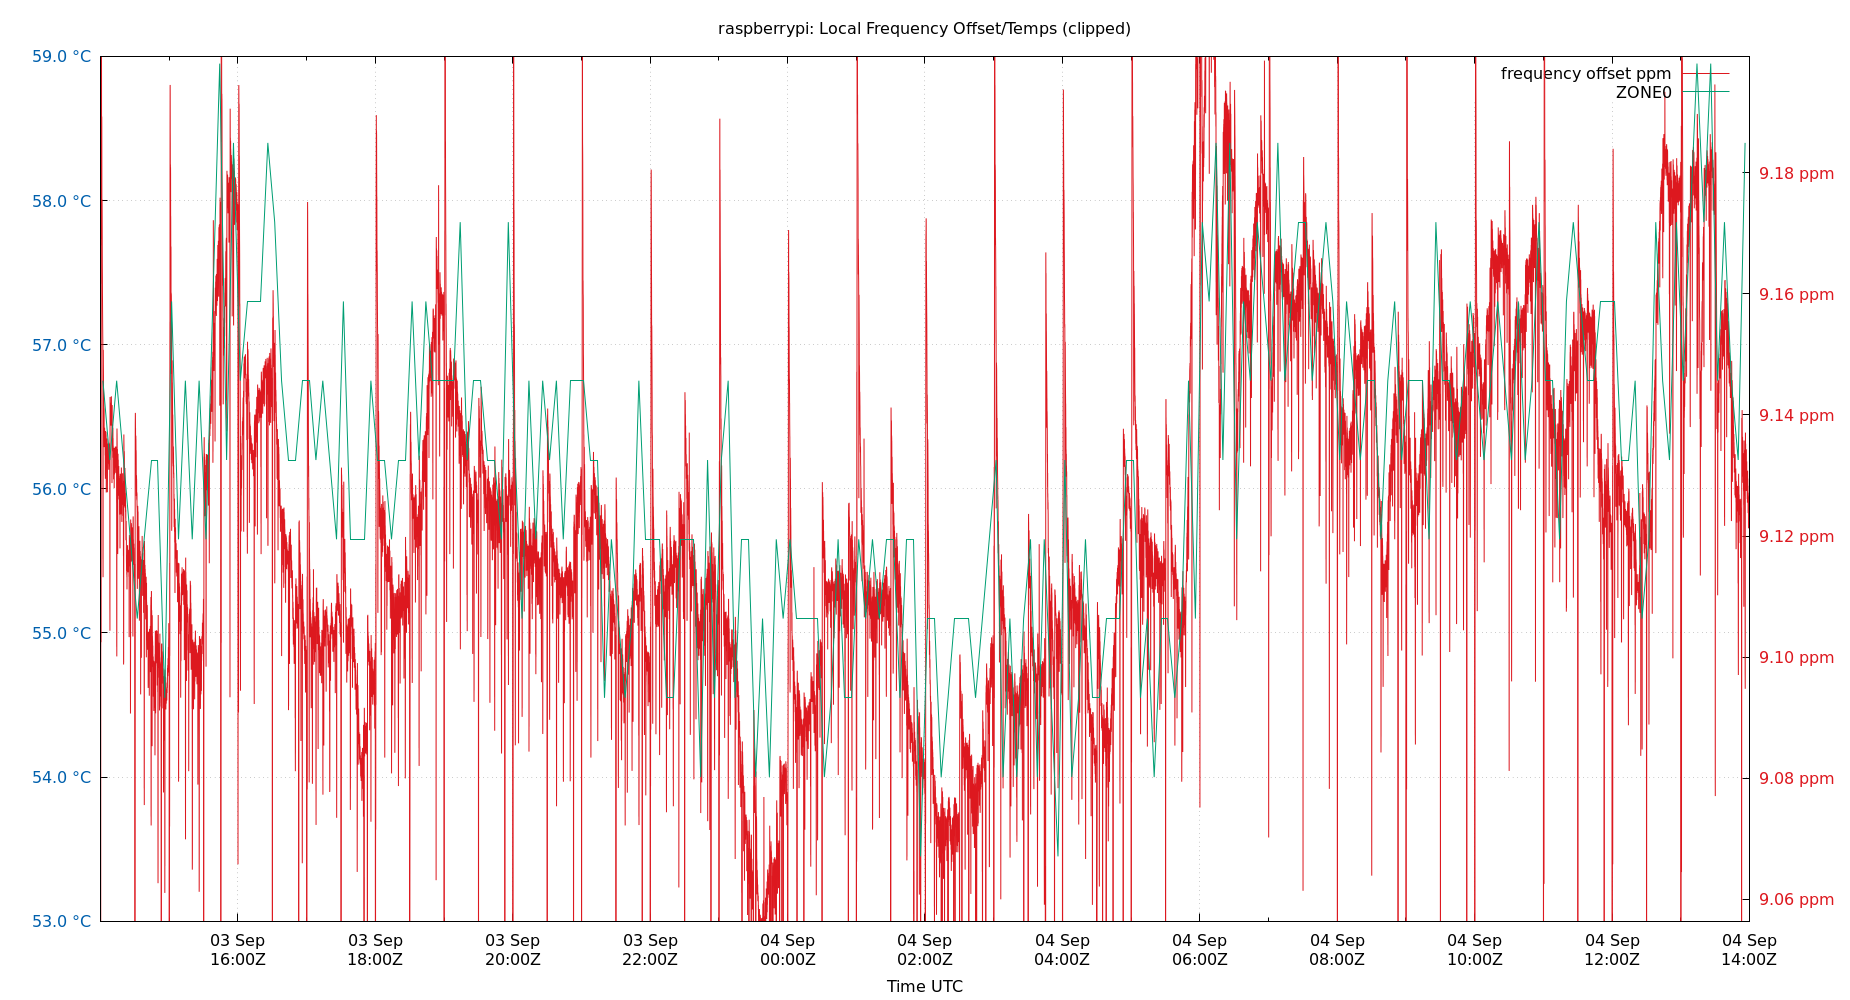 raspberrypi: Local Frequency Offset/Temps (clipped)
frequency offset ppm
ZONE0
59.0 °C
58.0 °C
57.0 °C
56.0 °C
55.0 °C
54.0 °C
53.0 °C
9.18 ppm
9.16 ppm
9.14 ppm
9.12 ppm
9.10 ppm
9.08 ppm
9.06 ppm
03 Sep 03 Sep 03 Sep 03 Sep 04 Sep 04 Sep 04 Sep 04 Sep 04 Sep 04 Sep 04 Sep 04 Sep
16:00Z 18:00Z 20:00Z 22:00Z 00:00Z 02:00Z 04:00Z 06:00Z 08:00Z 10:00Z 12:00Z 14:00Z
Time UTC